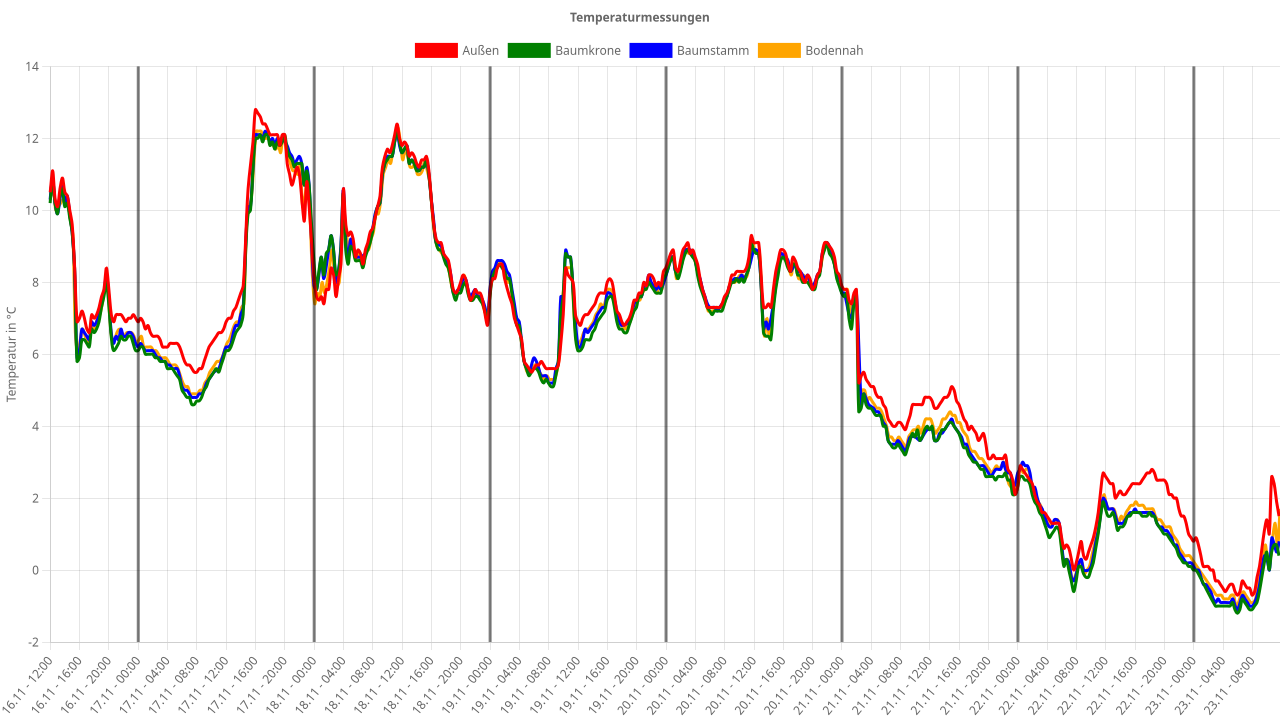 Temperaturmessungen
Außen Baumkrone Baumstamm Bodennah
Temperatur in °C
14
12
10
8
6
4
2
0
-2
16.11 - 12:00
16.11 - 16:00
16.11 - 20:00
17.11 - 00:00
17.11 - 04:00
17.11 - 08:00
17.11 - 12:00
17.11 - 16:00
17.11 - 20:00
18.11 - 00:00
18.11 - 04:00
18.11 - 08:00
18.11 - 12:00
18.11 - 16:00
18.11 - 20:00
19.11 - 00:00
19.11 - 04:00
19.11 - 08:00
19.11 - 12:00
19.11 - 16:00
19.11 - 20:00
20.11 - 00:00
20.11 - 04:00
20.11 - 08:00
20.11 - 12:00
20.11 - 16:00
20.11 - 20:00
21.11 - 00:00
21.11 - 04:00
21.11 - 08:00
21.11 - 12:00
21.11 - 16:00
21.11 - 20:00
22.11 - 00:00
22.11 - 04:00
22.11 - 08:00
22.11 - 12:00
22.11 - 16:00
22.11 - 20:00
23.11 - 00:00
23.11 - 04:00
23.11 - 08:00